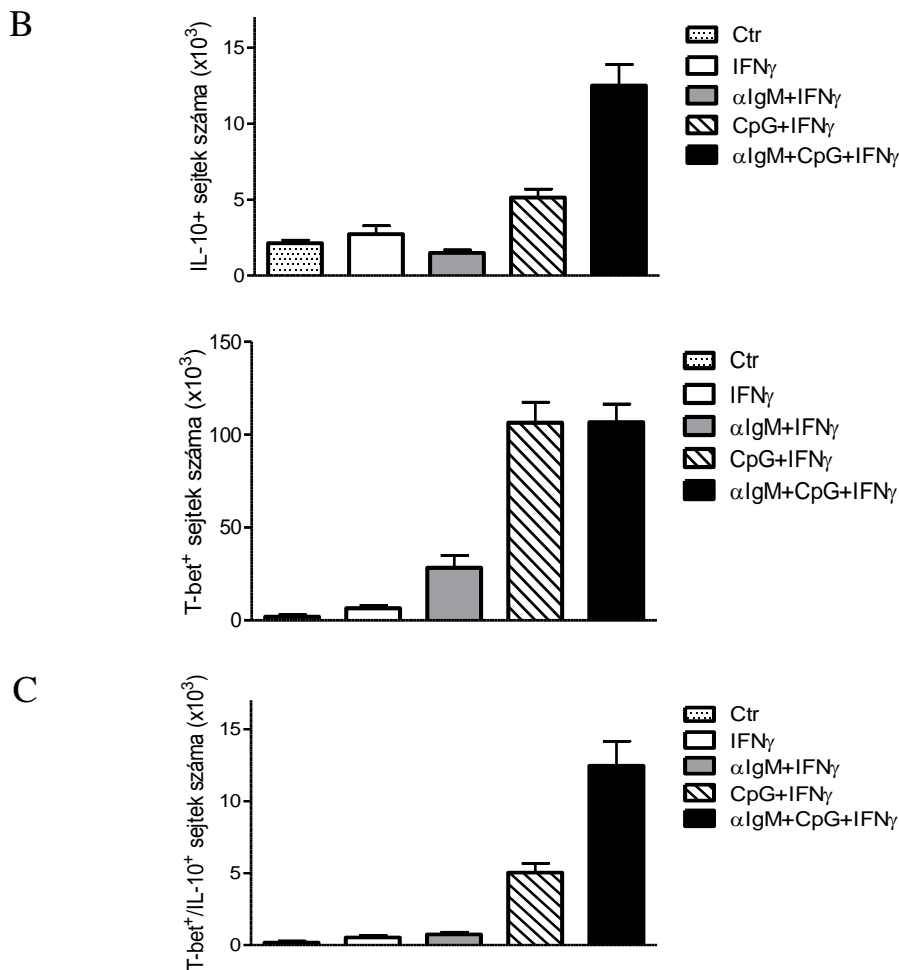 B
IL-10+ sejtek száma (x10³)
15
10
5
0
Ctr
IFNγ
αIgM+IFNγ
CpG+IFNγ
αIgM+CpG+IFNγ
T-bet⁺ sejtek száma (x10³)
150
100
50
0
Ctr
IFNγ
αIgM+IFNγ
CpG+IFNγ
αIgM+CpG+IFNγ
C
T-bet⁺/IL-10⁺ sejtek száma (x10³)
15
10
5
0
Ctr
IFNγ
αIgM+IFNγ
CpG+IFNγ
αIgM+CpG+IFNγ